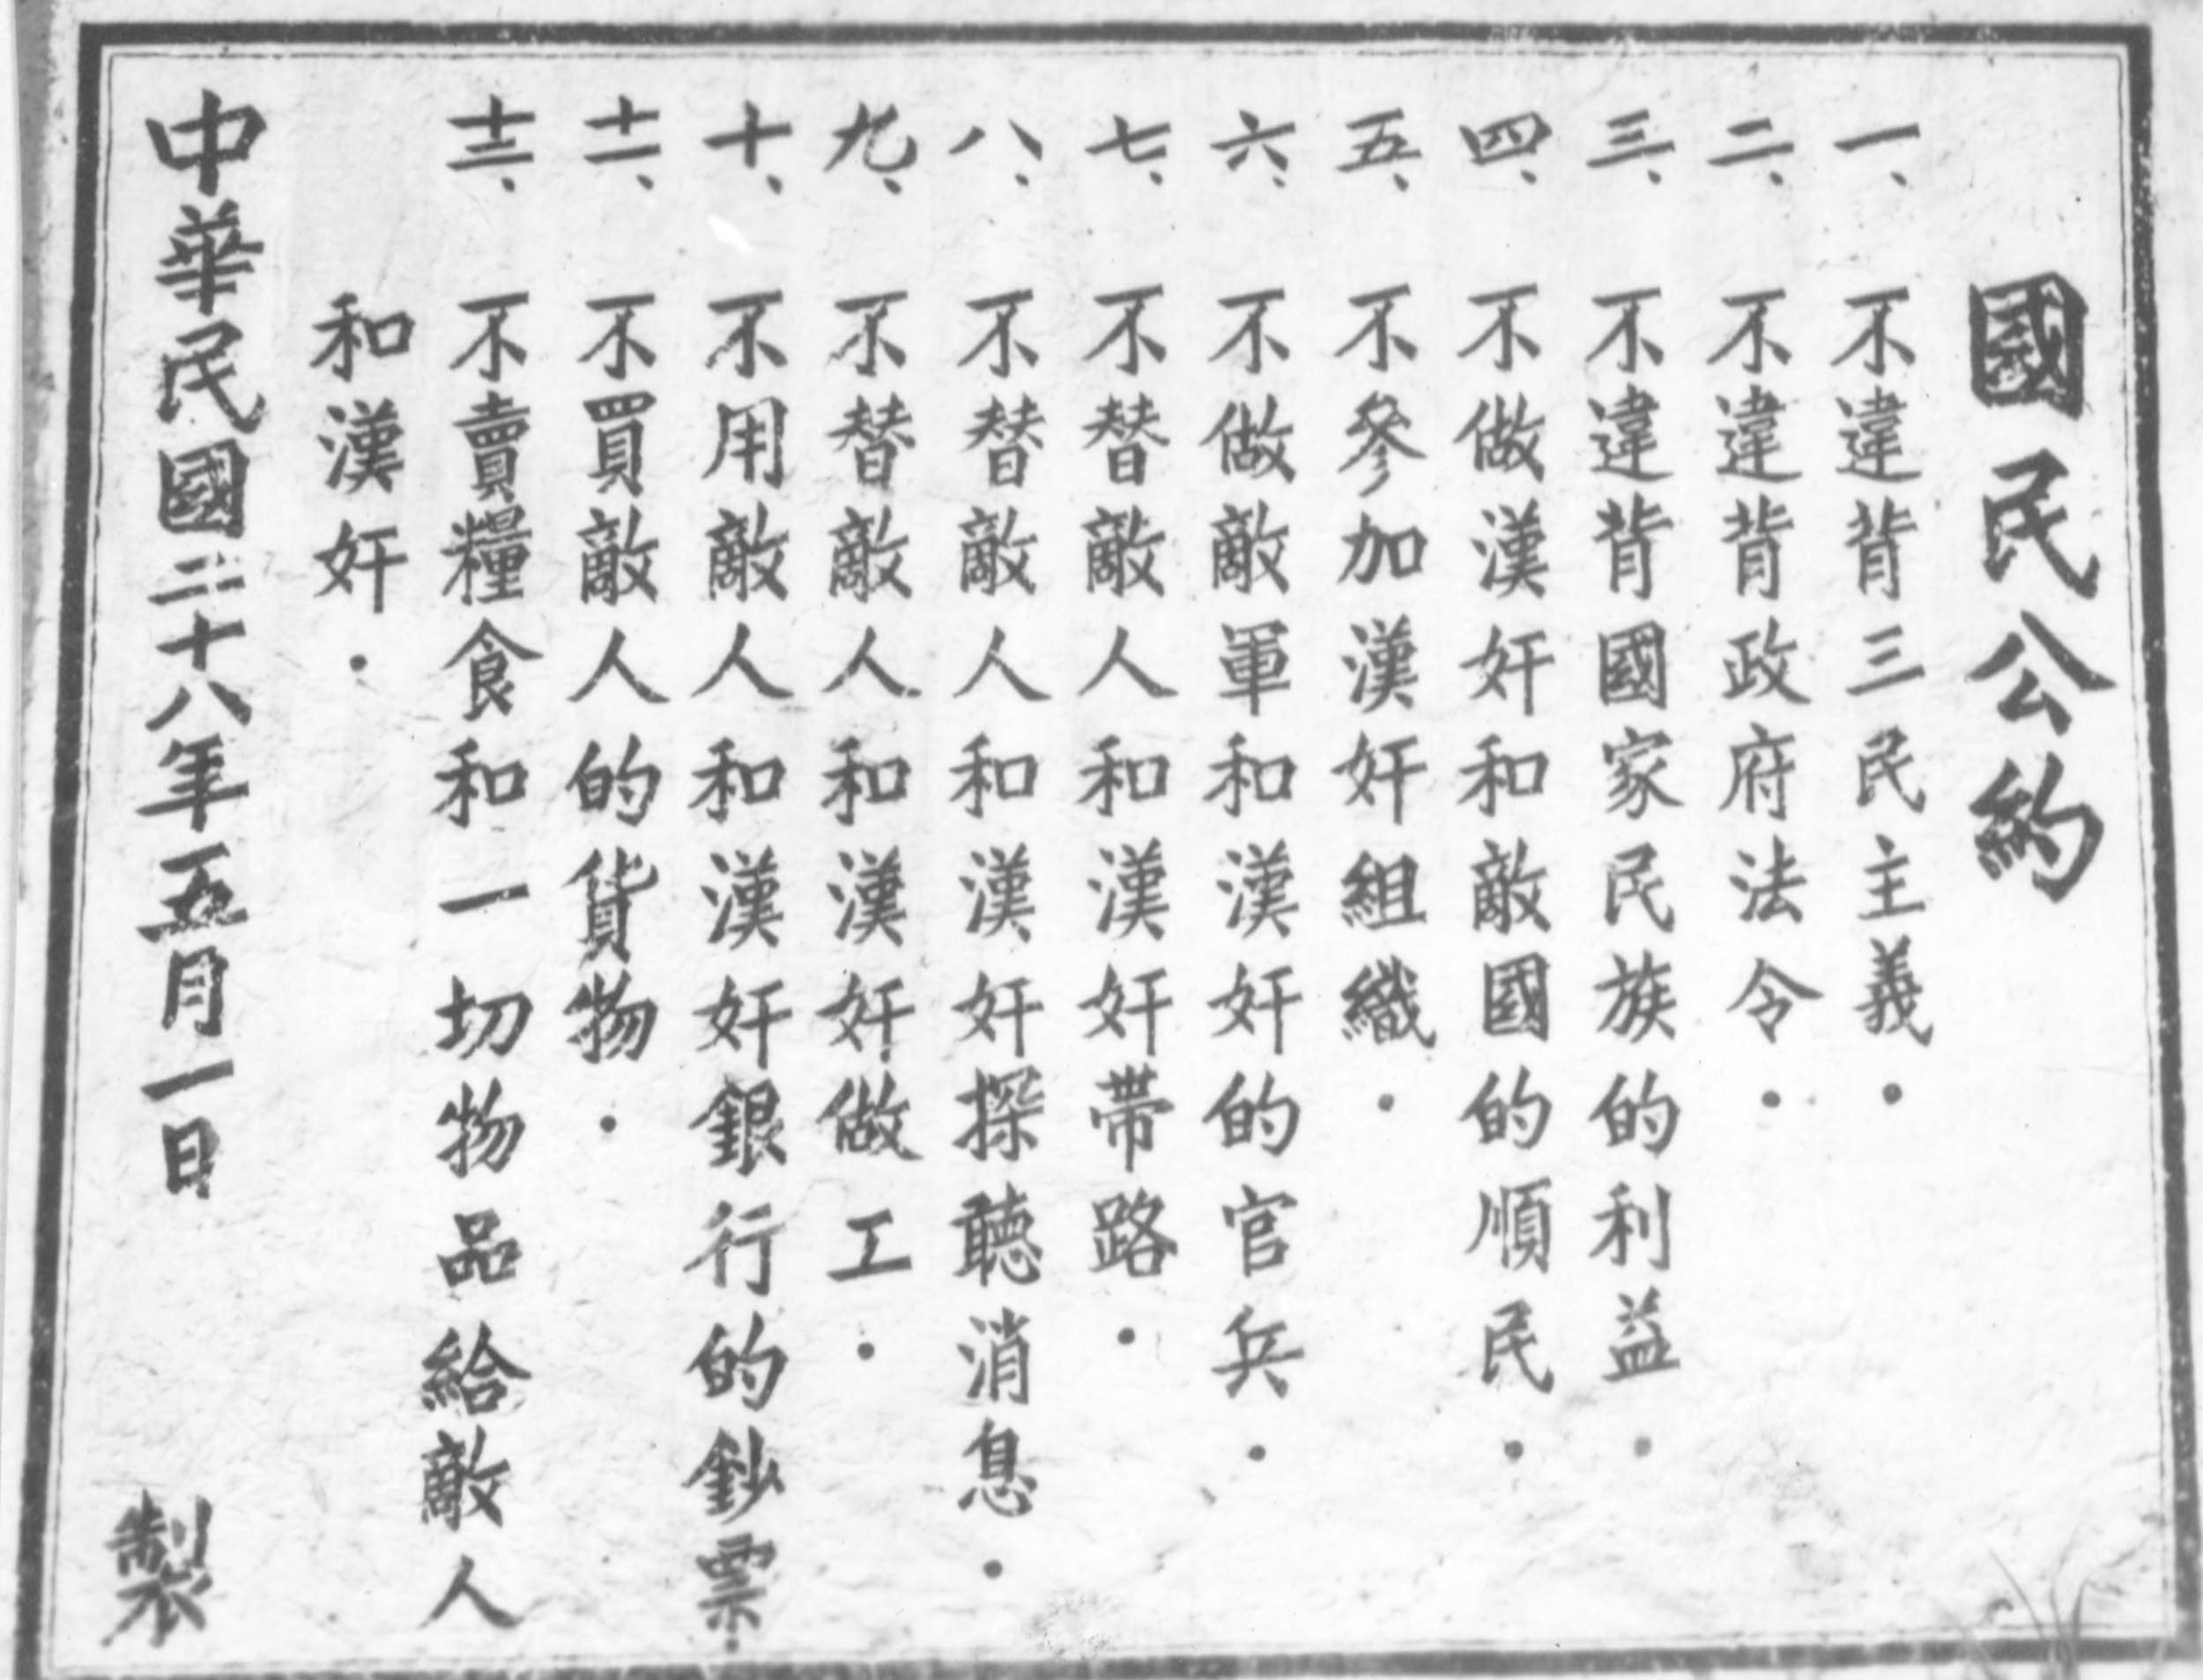 國民公約
一、不違背三民主義．
二、不違背政府法令．
三、不違背國家民族的利益．
四、不做漢奸和敵國的順民．
五、不參加漢奸組織．
六、不做敵軍和漢奸的官兵．
七、不替敵人和漢奸帶路．
八、不替敵人和漢奸探聽消息．
九、不替敵人和漢奸做工．
十、不用敵人和漢奸銀行的鈔票．
十一、不買敵人的貨物．
十二、不賣糧食和一切物品給敵人
和漢奸．
中華民國二十八年五月一日 製